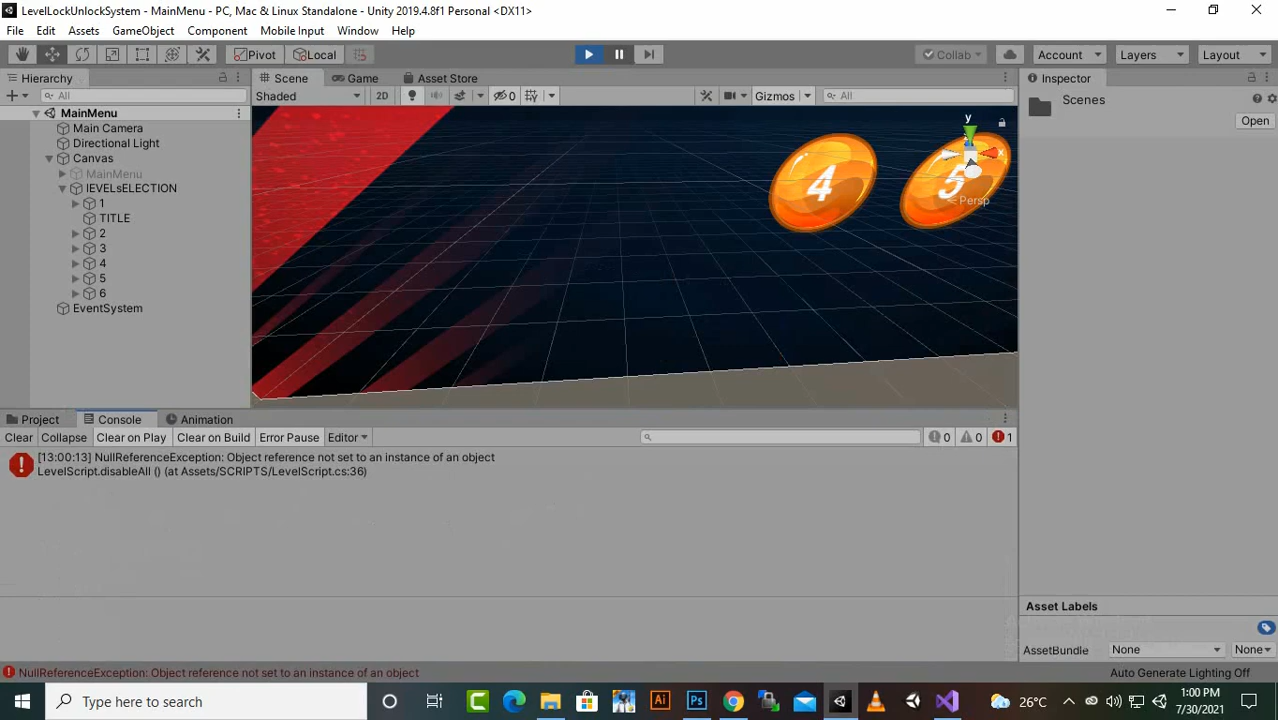 LevelLockUnlockSystem - MainMenu - PC, Mac & Linux Standalone - Unity 2019.4.8f1 Personal <DX11>
File Edit Assets GameObject Component Mobile Input Window Help
Pivot Local Collab Account Layers Layout
Hierarchy Scene Game Asset Store Inspector
All Shaded 2D 0 Gizmos All Scenes
Open
MainMenu
Main Camera
Directional Light
Canvas
MainMenu
lEVELsELECTION
1
TITLE
2
3
4
5
6
EventSystem
y
x
4 5
Persp
Project Console Animation
Clear Collapse Clear on Play Clear on Build Error Pause Editor 0 0 1
[13:00:13] NullReferenceException: Object reference not set to an instance of an object
LevelScript.disableAll () (at Assets/SCRIPTS/LevelScript.cs:36)
Asset Labels
AssetBundle None None
NullReferenceException: Object reference not set to an instance of an object Auto Generate Lighting Off
Type here to search Ai Ps 26°C 1:00 PM
7/30/2021